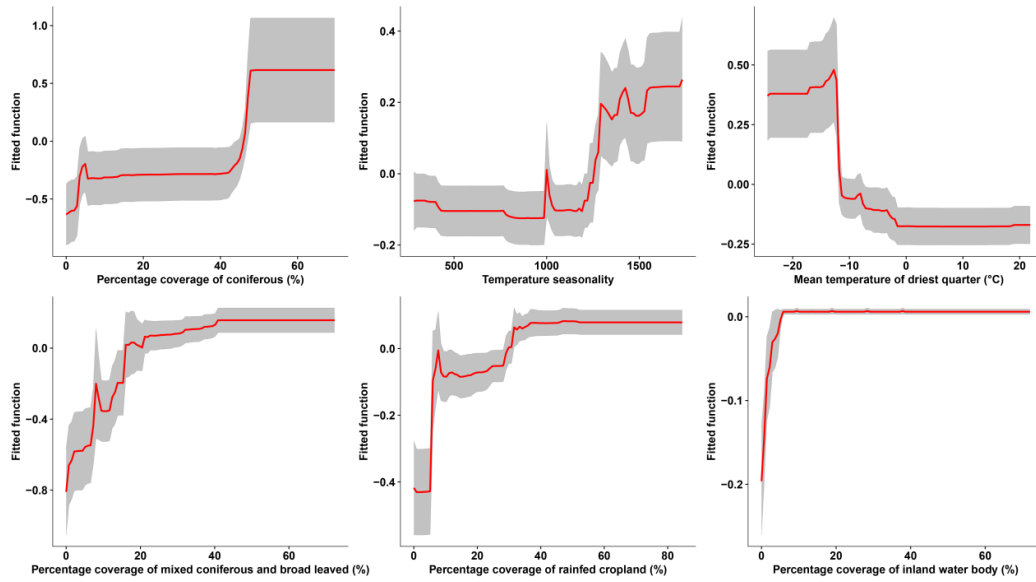 Fitted function
1.0
0.5
0.0
−0.5
0 20 40 60
Percentage coverage of coniferous (%)
Fitted function
0.4
0.2
0.0
−0.2
500 1000 1500
Temperature seasonality
Fitted function
0.50
0.25
0.00
−0.25
−20 −10 0 10 20
Mean temperature of driest quarter (°C)
Fitted function
0.0
−0.4
−0.8
0 20 40 60
Percentage coverage of mixed coniferous and broad leaved (%)
Fitted function
0.0
−0.2
−0.4
0 20 40 60 80
Percentage coverage of rainfed cropland (%)
Fitted function
0.0
−0.1
−0.2
0 20 40 60
Percentage coverage of inland water body (%)